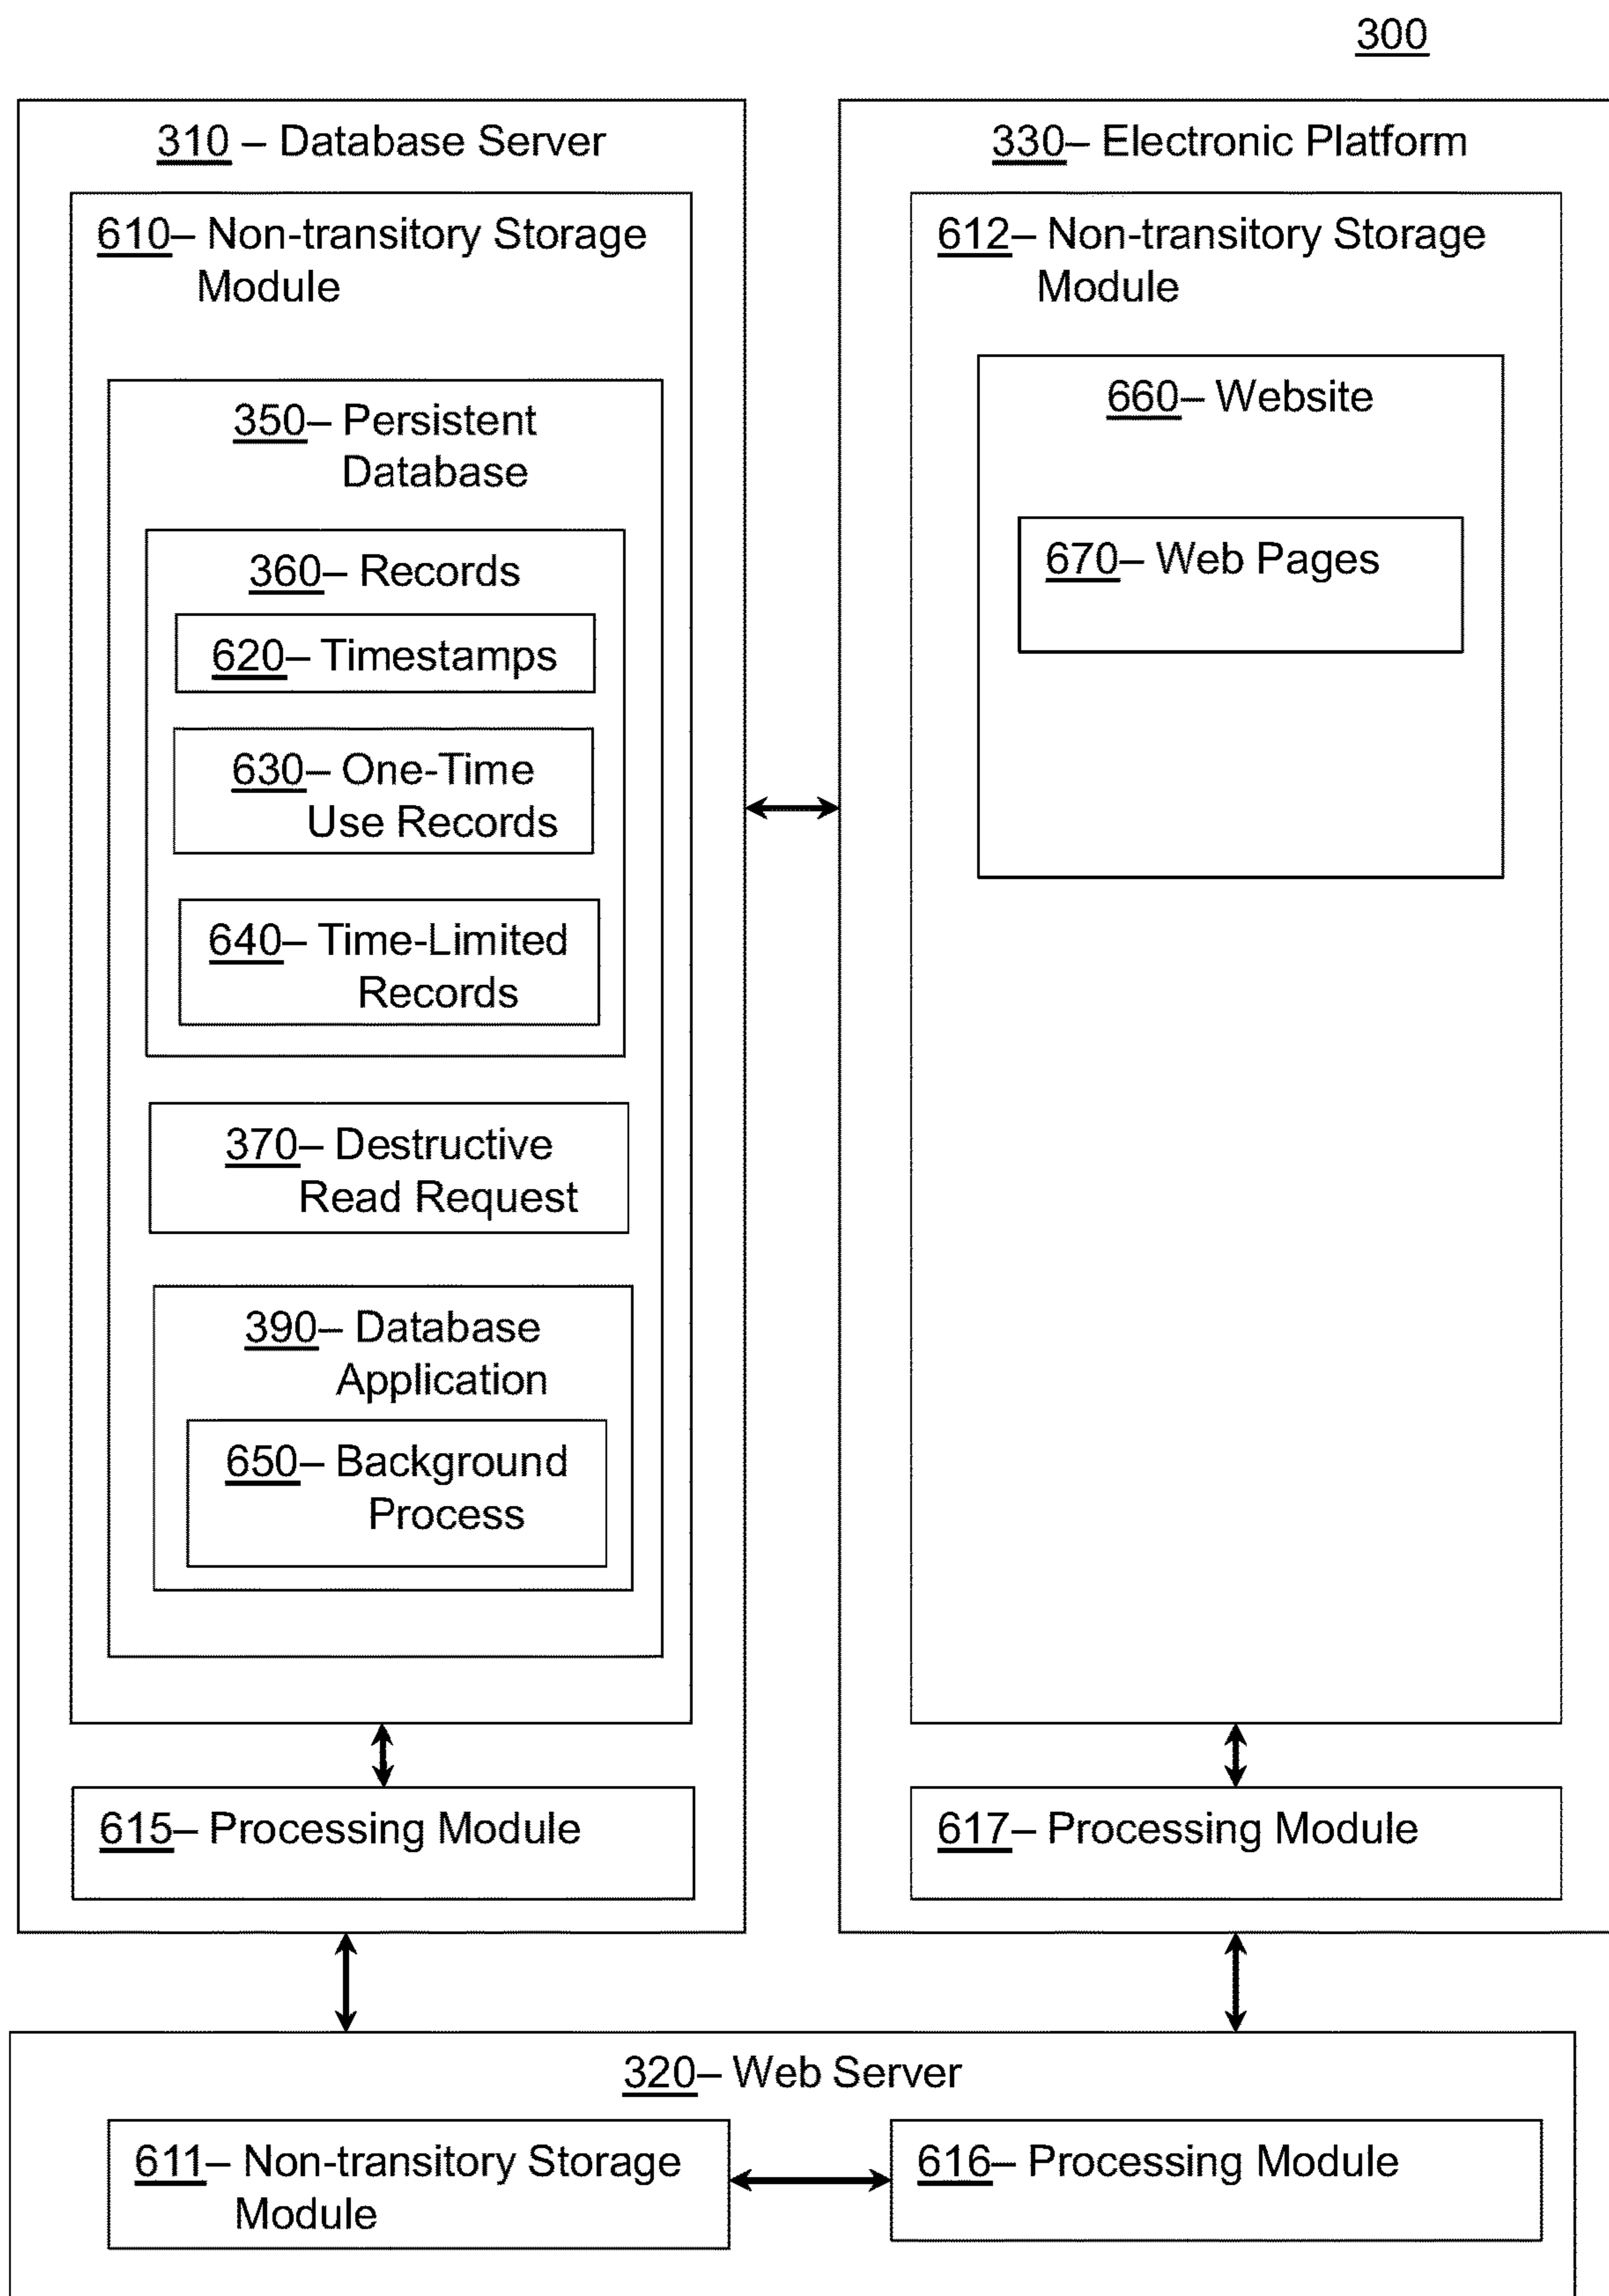 300
310 – Database Server
610– Non-transitory Storage
Module
350– Persistent
Database
360– Records
620– Timestamps
630– One-Time
Use Records
640– Time-Limited
Records
370– Destructive
Read Request
390– Database
Application
650– Background
Process
615– Processing Module
330– Electronic Platform
612– Non-transitory Storage
Module
660– Website
670– Web Pages
617– Processing Module
320– Web Server
611– Non-transitory Storage
Module
616– Processing Module